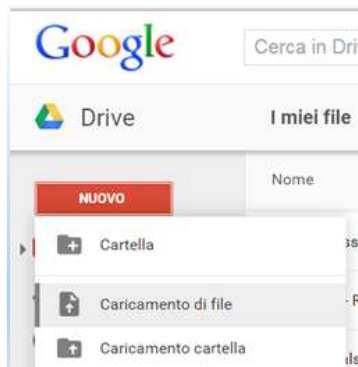 Google
Cerca in Dri
Drive
I miei file
Nome
NUOVO
Cartella
Caricamento di file
Caricamento cartella